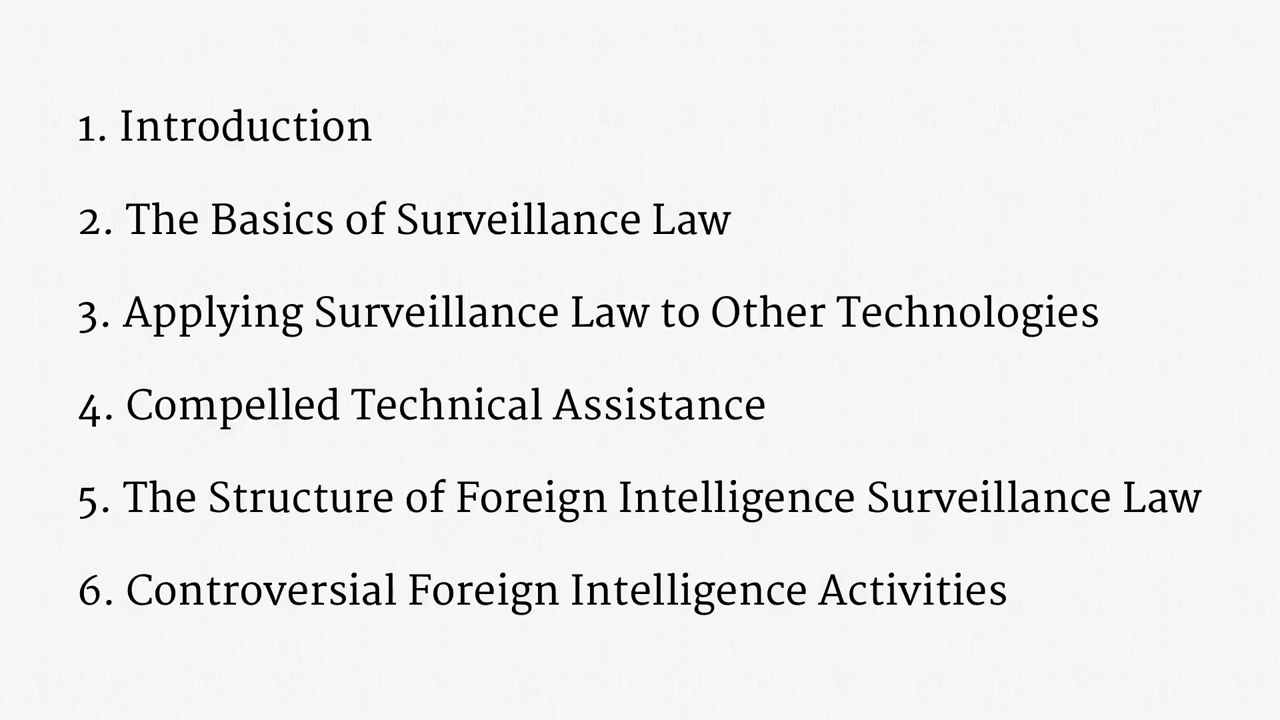 1. Introduction
2. The Basics of Surveillance Law
3. Applying Surveillance Law to Other Technologies
4. Compelled Technical Assistance
5. The Structure of Foreign Intelligence Surveillance Law
6. Controversial Foreign Intelligence Activities